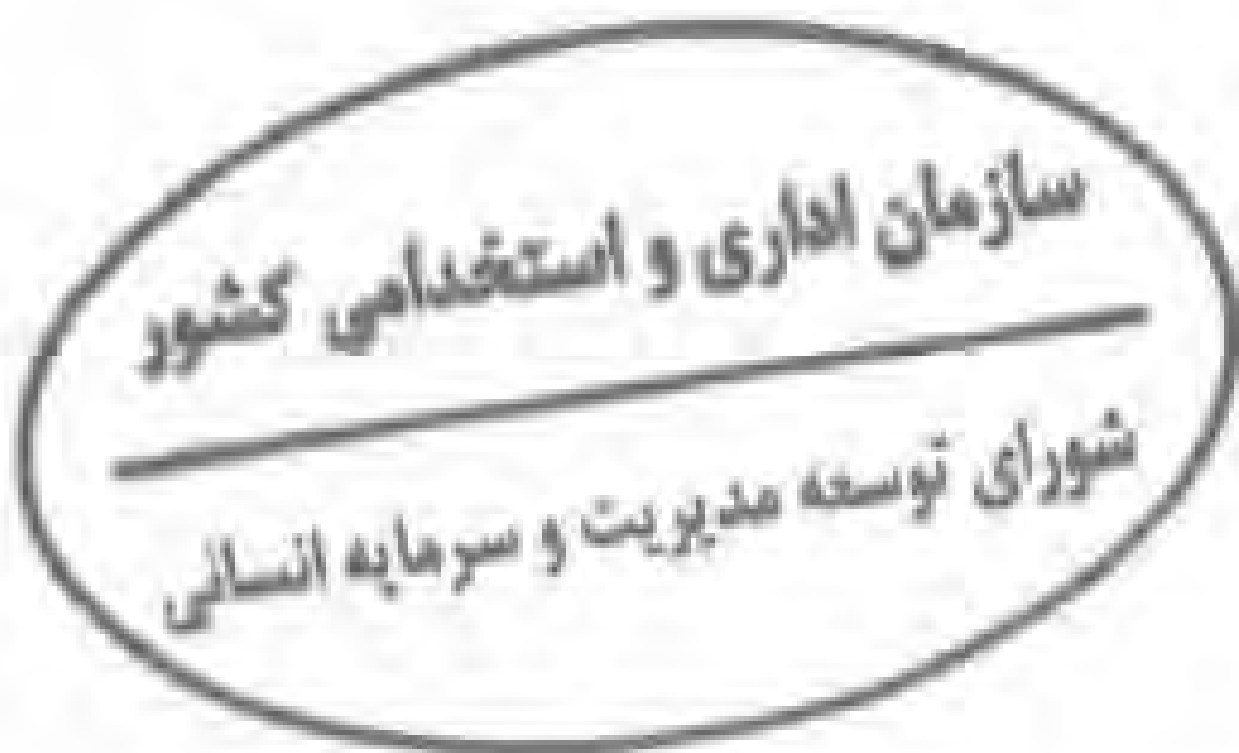 سازمان اداری و استخدامی کشور
شورای توسعه مدیریت و سرمایه انسانی